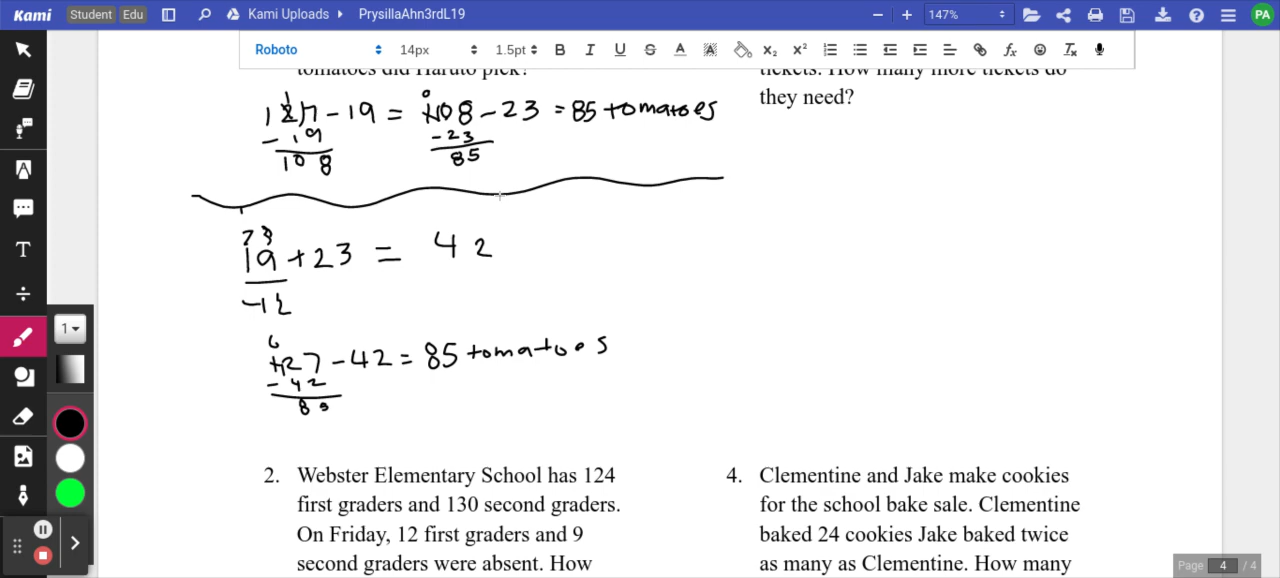 Kami Student Edu Kami Uploads PrysillaAhn3rdL19 147% PA
Roboto 14px 1.5pt B I U S A X₂ X² fx Tx
tomatoes did Haruto pick?
127 - 19 = 108 - 23 = 85 tomatoes
- 19 - 23
108 85
19 + 23 = 42
42
127 - 42 = 85 tomatoes
- 42
85
tickets. How many more tickets do
they need?
2. Webster Elementary School has 124
first graders and 130 second graders.
On Friday, 12 first graders and 9
second graders were absent. How
4. Clementine and Jake make cookies
for the school bake sale. Clementine
baked 24 cookies Jake baked twice
as many as Clementine. How many
T
1
Page 4 / 4